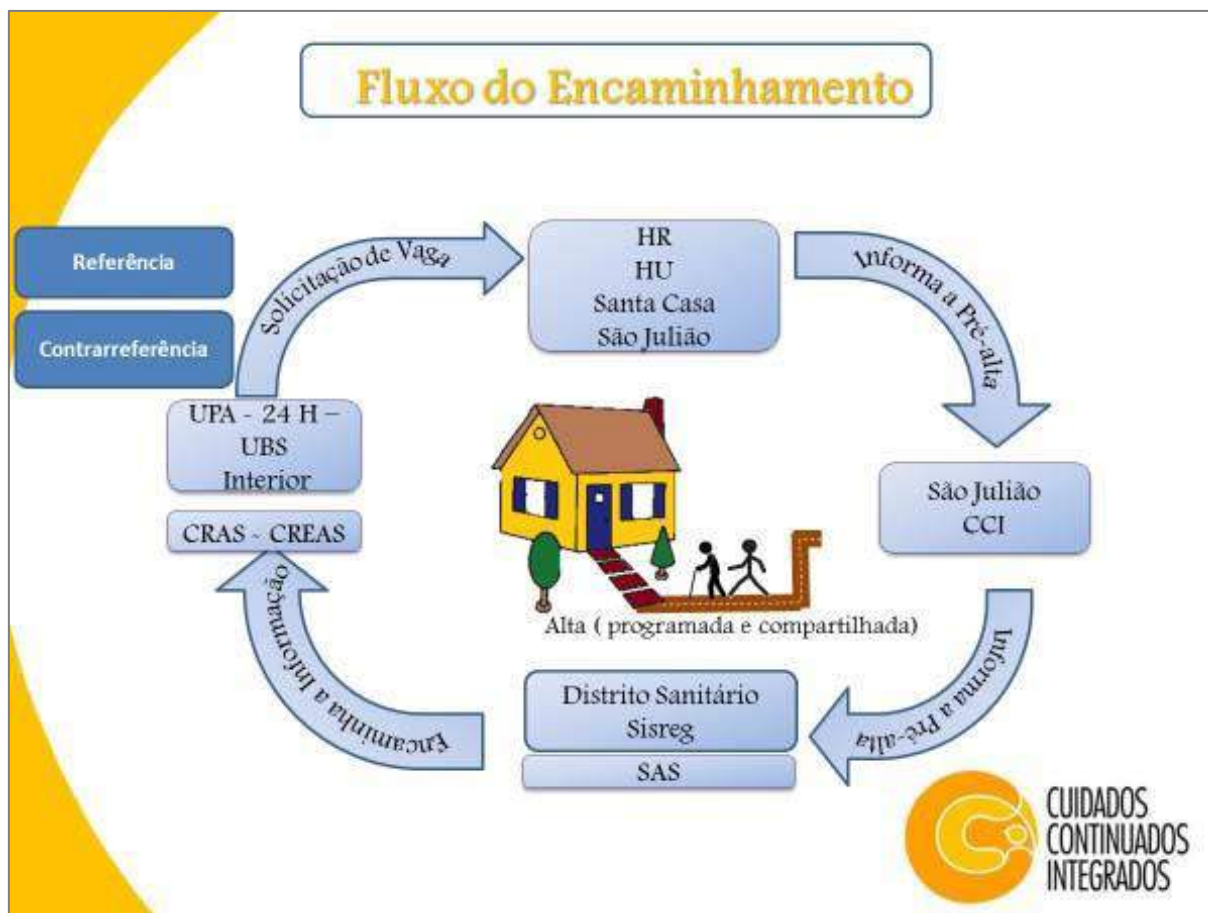 Fluxo do Encaminhamento
Referência
Contrarreferência
Solicitação de Vaga
HR
HU
Santa Casa
São Julião
Informa a Pré-alta
UPA - 24 H –
UBS
Interior
CRAS - CREAS
São Julião
CCI
Alta ( programada e compartilhada)
Informa a Pré-alta
Distrito Sanitário
Sisreg
SAS
Encaminha a Informação
CUIDADOS
CONTINUADOS
INTEGRADOS